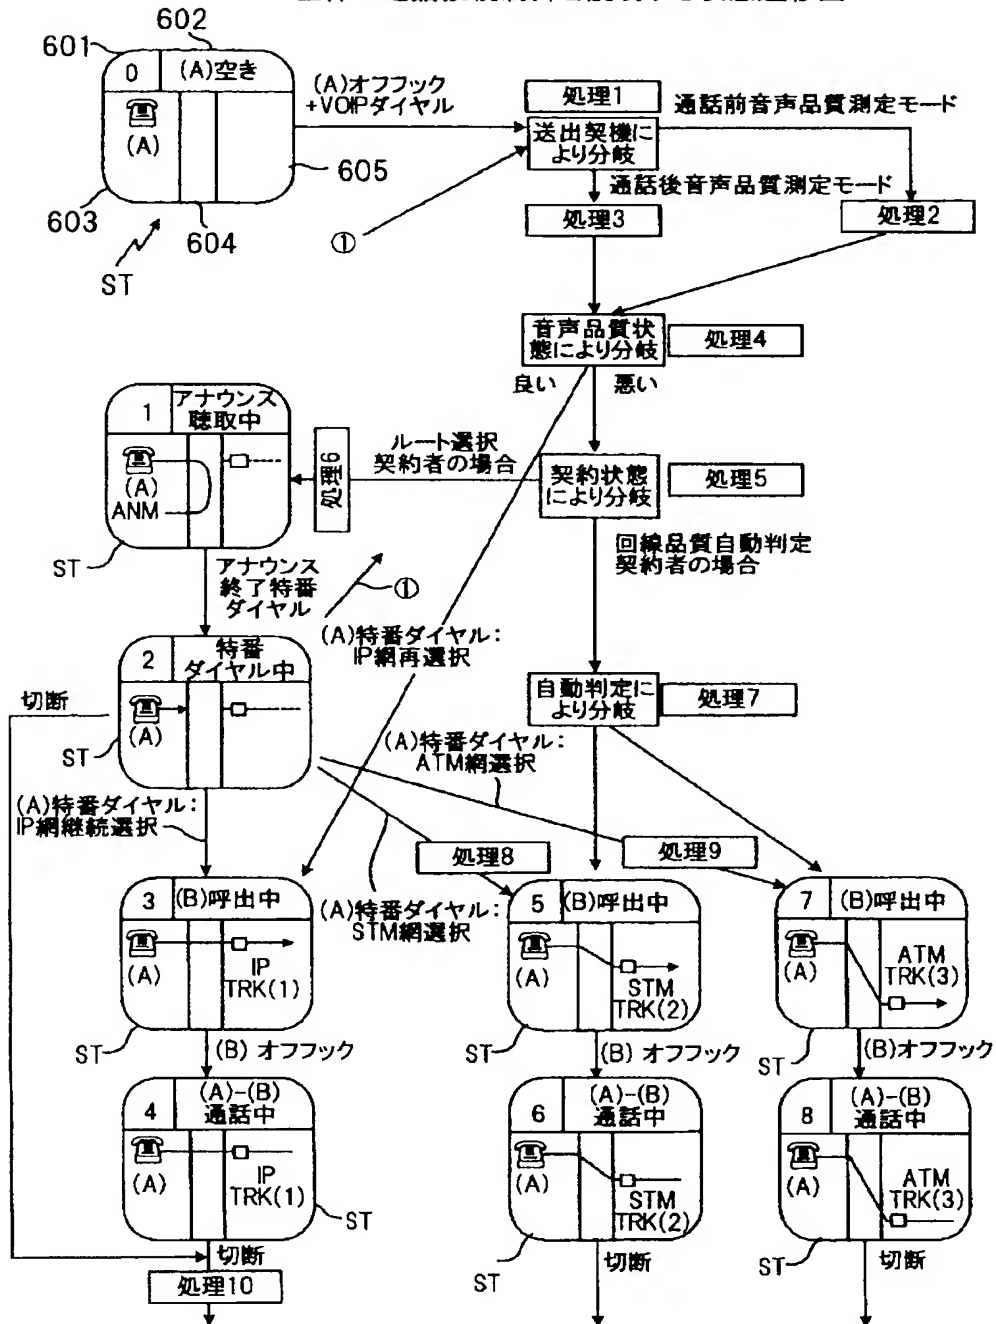 602
601
0
(A)空き
(A)
603
604
605
ST
(A)オフフック
+VOIPダイヤル
処理1
送出契機に
より分岐
通話前音声品質測定モード
通話後音声品質測定モード
①
処理3
処理2
音声品質状
態により分岐
処理4
良い
悪い
1
アナウンス
聴取中
(A)
ANM
ST
処理6
ルート選択
契約者の場合
契約状態
により分岐
処理5
回線品質自動判定
契約者の場合
アナウンス
終了特番
ダイヤル
①
(A)特番ダイヤル:
IP網再選択
2
特番
ダイヤル中
(A)
ST
切断
自動判定に
より分岐
処理7
(A)特番ダイヤル:
ATM網選択
(A)特番ダイヤル:
IP網継続選択
処理8
処理9
(A)特番ダイヤル:
STM網選択
3
(B)呼出中
(A)
IP
TRK(1)
ST
5
(B)呼出中
(A)
STM
TRK(2)
ST
7
(B)呼出中
(A)
ATM
TRK(3)
ST
(B) オフフック
(B) オフフック
(B)オフフック
4
(A)-(B)
通話中
(A)
IP
TRK(1)
ST
6
(A)-(B)
通話中
(A)
STM
TRK(2)
ST
8
(A)-(B)
通話中
(A)
ATM
TRK(3)
ST
切断
切断
切断
処理10